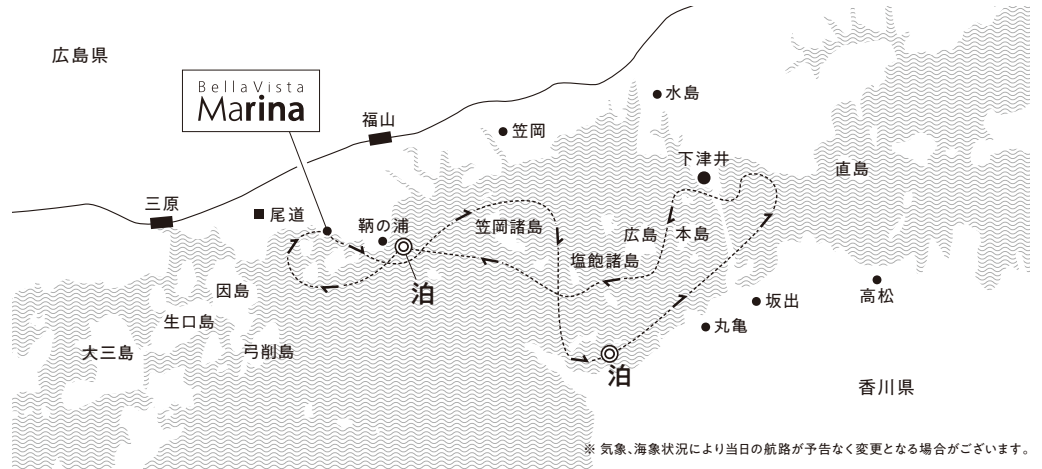 広島県
BellaVista
Marina
福山
水島
笠岡
下津井
直島
三原
尾道
鞆の浦
笠岡諸島
広島
本島
塩飽諸島
泊
因島
高松
坂出
生口島
丸亀
大三島
弓削島
泊
香川県
※ 気象、海象状況により当日の航路が予告なく変更となる場合がございます。